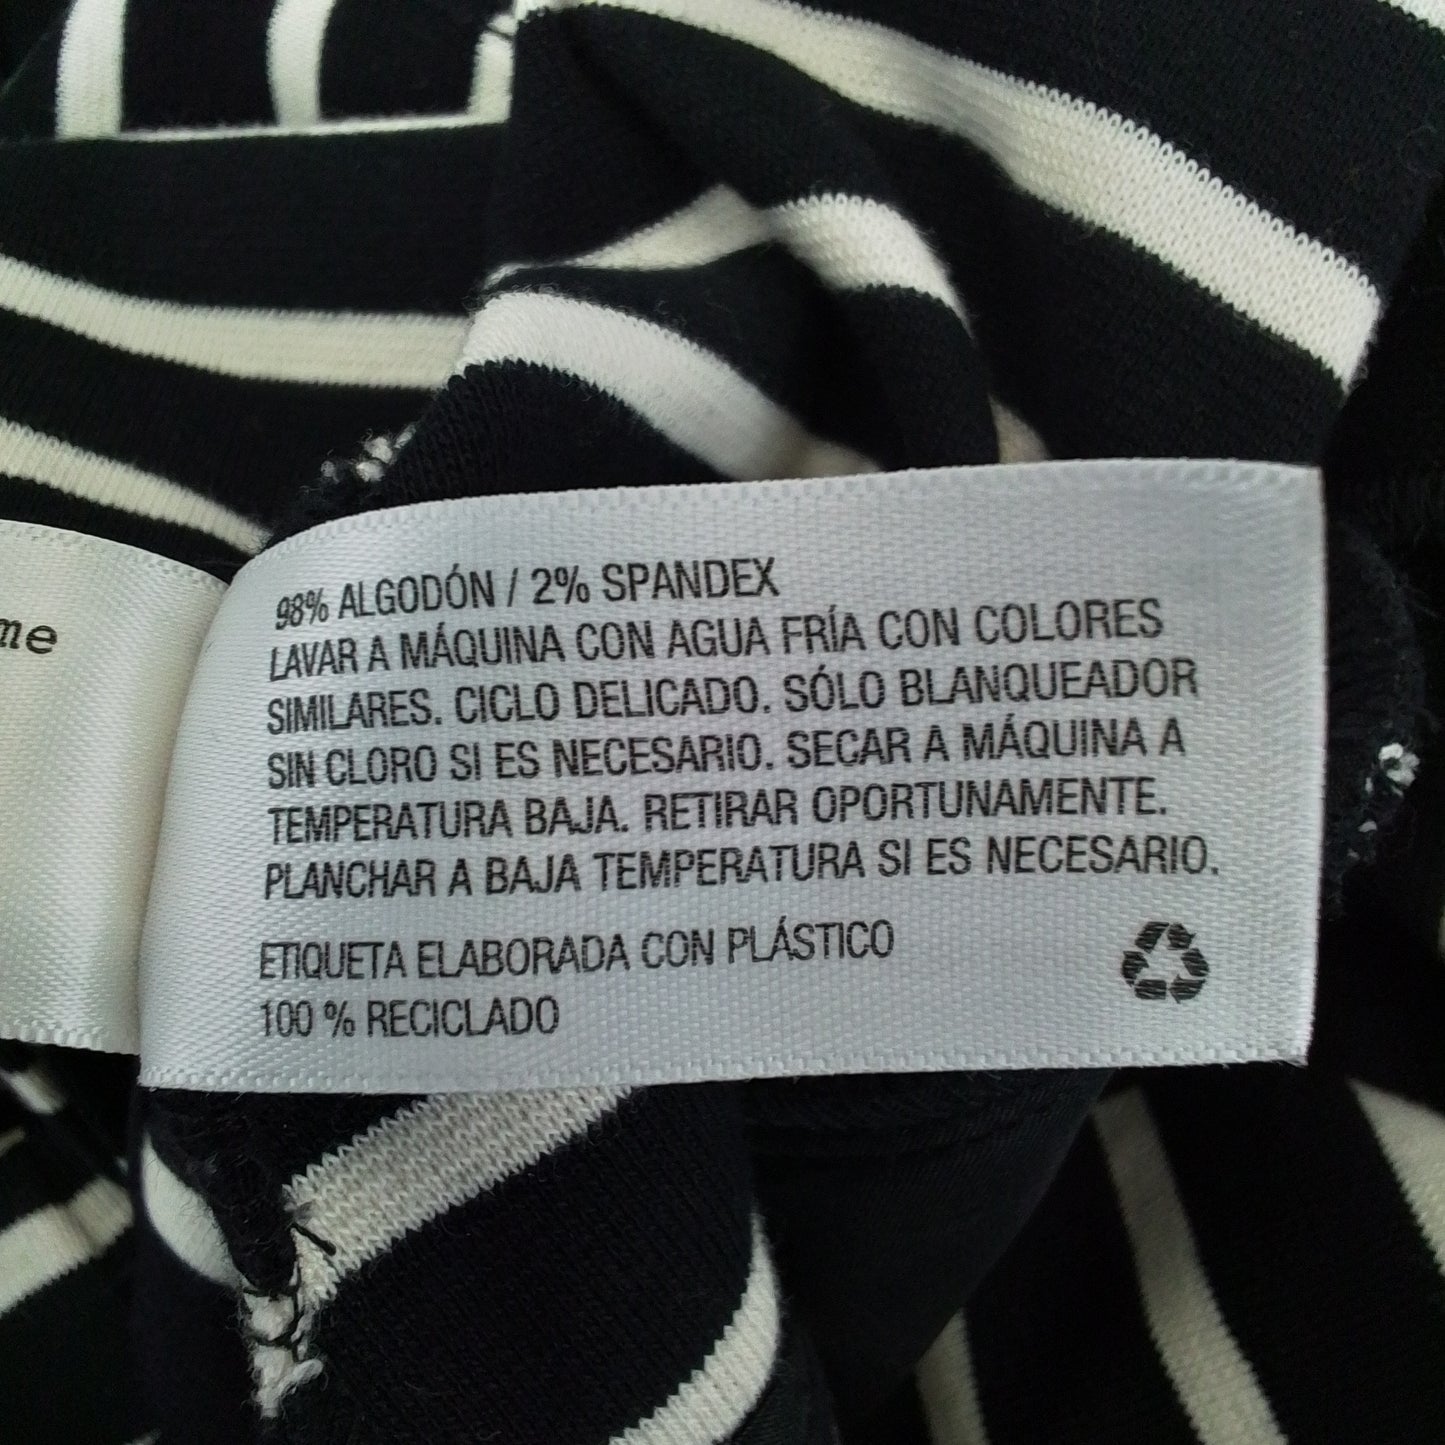 me
98% ALGODÓN / 2% SPANDEX
LAVAR A MÁQUINA CON AGUA FRÍA CON COLORES
SIMILARES. CICLO DELICADO. SÓLO BLANQUEADOR
SIN CLORO SI ES NECESARIO. SECAR A MÁQUINA A
TEMPERATURA BAJA. RETIRAR OPORTUNAMENTE.
PLANCHAR A BAJA TEMPERATURA SI ES NECESARIO.
ETIQUETA ELABORADA CON PLÁSTICO
100 % RECICLADO